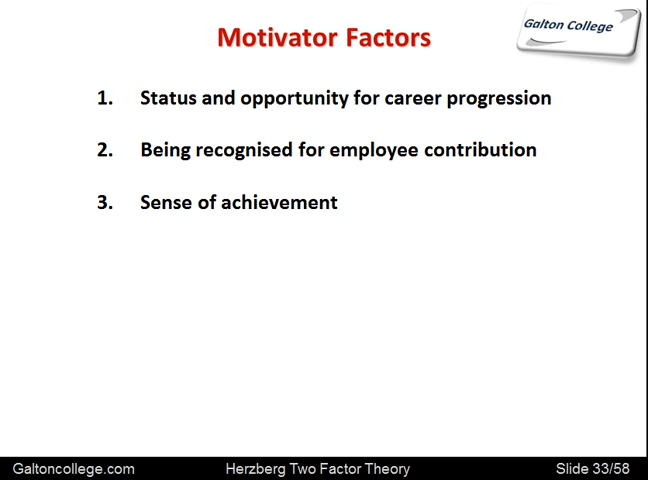 Motivator Factors
Galton College
1. Status and opportunity for career progression
2. Being recognised for employee contribution
3. Sense of achievement
Galtoncollege.com Herzberg Two Factor Theory Slide 33/58